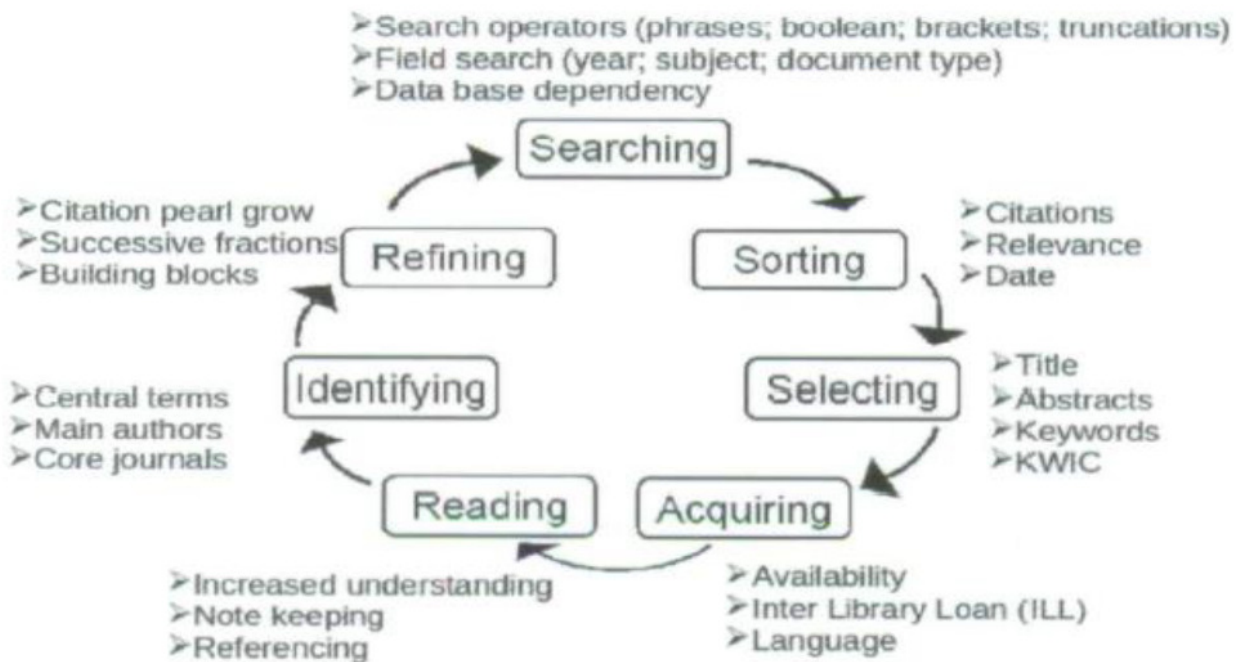 ➢Search operators (phrases; boolean; brackets; truncations)
➢Field search (year; subject; document type)
➢Data base dependency
Searching
➢Citation pearl grow
➢Successive fractions
➢Building blocks
Refining
Sorting
➢Citations
➢Relevance
➢Date
Identifying
➢Central terms
➢Main authors
➢Core journals
Selecting
➢Title
➢Abstracts
➢Keywords
➢KWIC
Reading
➢Increased understanding
➢Note keeping
➢Referencing
Acquiring
➢Availability
➢Inter Library Loan (ILL)
➢Language